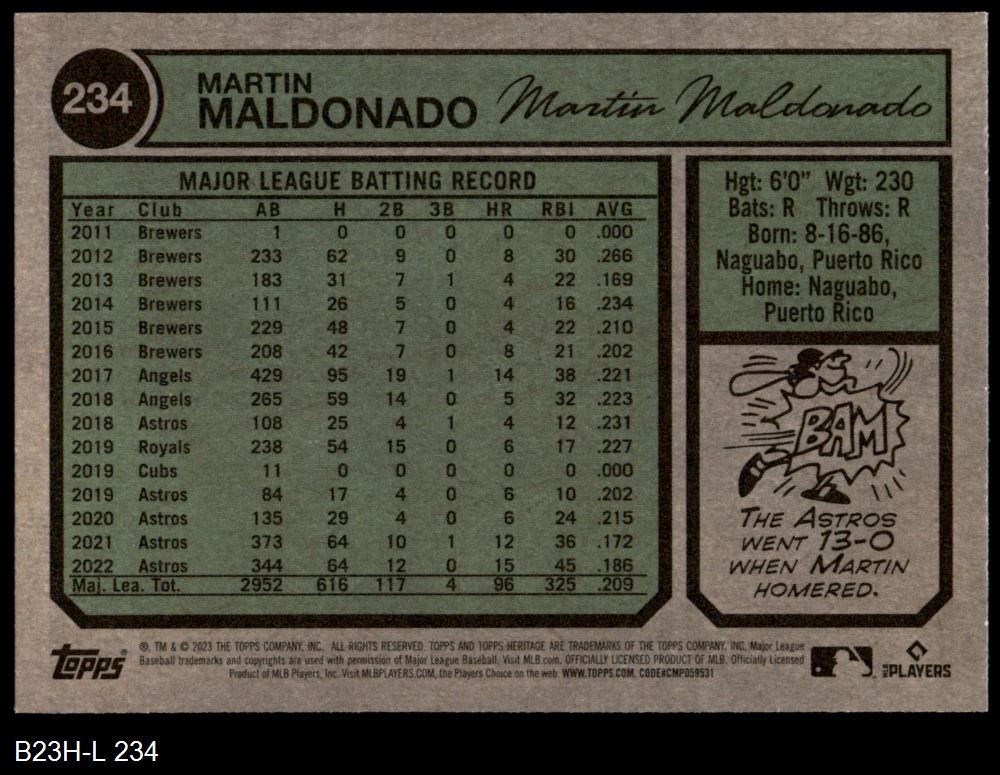 234
MARTIN
MALDONADO
Martin Maldonado
MAJOR LEAGUE BATTING RECORD
Year Club AB H 2B 3B HR RBI AVG
2011 Brewers 1 0 0 0 0 0 .000
2012 Brewers 233 62 9 0 8 30 .266
2013 Brewers 183 31 7 1 4 22 .169
2014 Brewers 111 26 5 0 4 16 .234
2015 Brewers 229 48 7 0 4 22 .210
2016 Brewers 208 42 7 0 8 21 .202
2017 Angels 429 95 19 1 14 38 .221
2018 Angels 265 59 14 0 5 32 .223
2018 Astros 108 25 4 1 4 12 .231
2019 Royals 238 54 15 0 6 17 .227
2019 Cubs 11 0 0 0 0 0 .000
2019 Astros 84 17 4 0 6 10 .202
2020 Astros 135 29 4 0 6 24 .215
2021 Astros 373 64 10 1 12 36 .172
2022 Astros 344 64 12 0 15 45 .186
Maj. Lea. Tot. 2952 616 117 4 96 325 .209
Hgt: 6'0" Wgt: 230
Bats: R Throws: R
Born: 8-16-86,
Naguabo, Puerto Rico
Home: Naguabo,
Puerto Rico
BAM
THE ASTROS
WENT 13-0
WHEN MARTIN
HOMERED.
Topps
®, TM & © 2023 THE TOPPS COMPANY, INC. ALL RIGHTS RESERVED. TOPPS AND TOPPS HERITAGE ARE TRADEMARKS OF THE TOPPS COMPANY, INC. Major League
Baseball trademarks and copyrights are used with permission of Major League Baseball. Visit MLB.com. OFFICIALLY LICENSED PRODUCT OF MLB. Officially Licensed
Product of MLB Players, Inc. Visit MLBPLAYERS.COM, the Players Choice on the web. WWW.TOPPS.COM. CODE#CMP059531
MLB PLAYERS
B23H-L 234